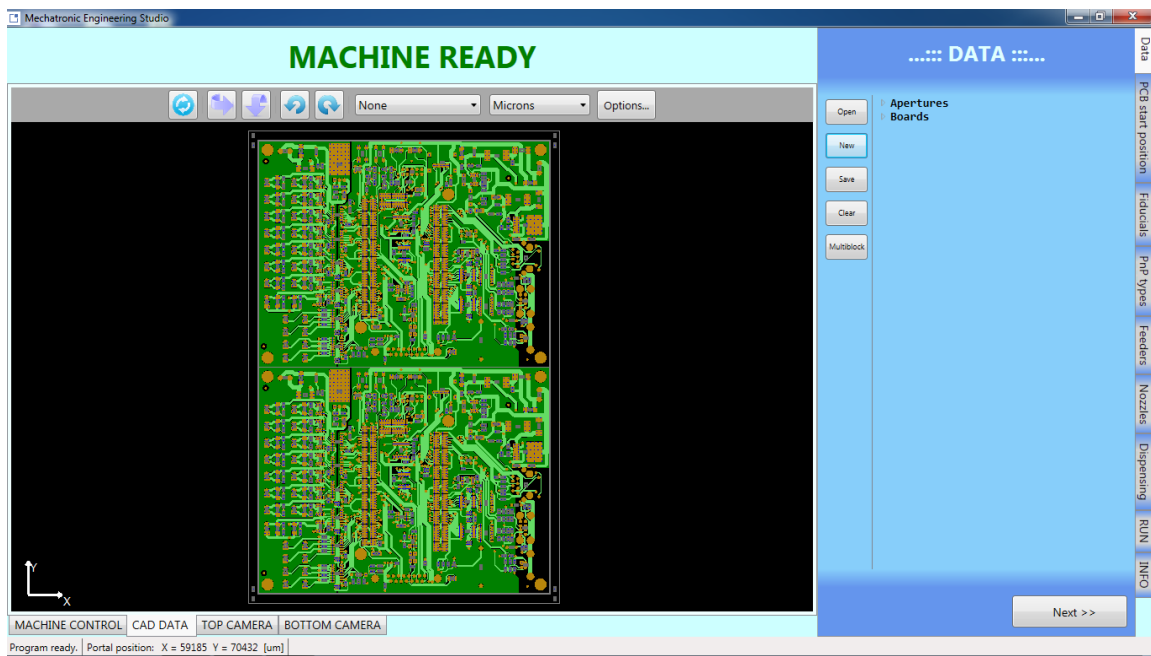 Mechatronic Engineering Studio
MACHINE READY
None
Microns
Options...
...::: DATA :::...
Open
New
Save
Clear
Multiblock
Apertures
Boards
Data
PCB start position
Fiducials
PnP types
Feeders
Nozzles
Dispensing
RUN
INFO
Y
X
Next >>
MACHINE CONTROL
CAD DATA
TOP CAMERA
BOTTOM CAMERA
Program ready.
Portal position: X = 59185 Y = 70432 [um]